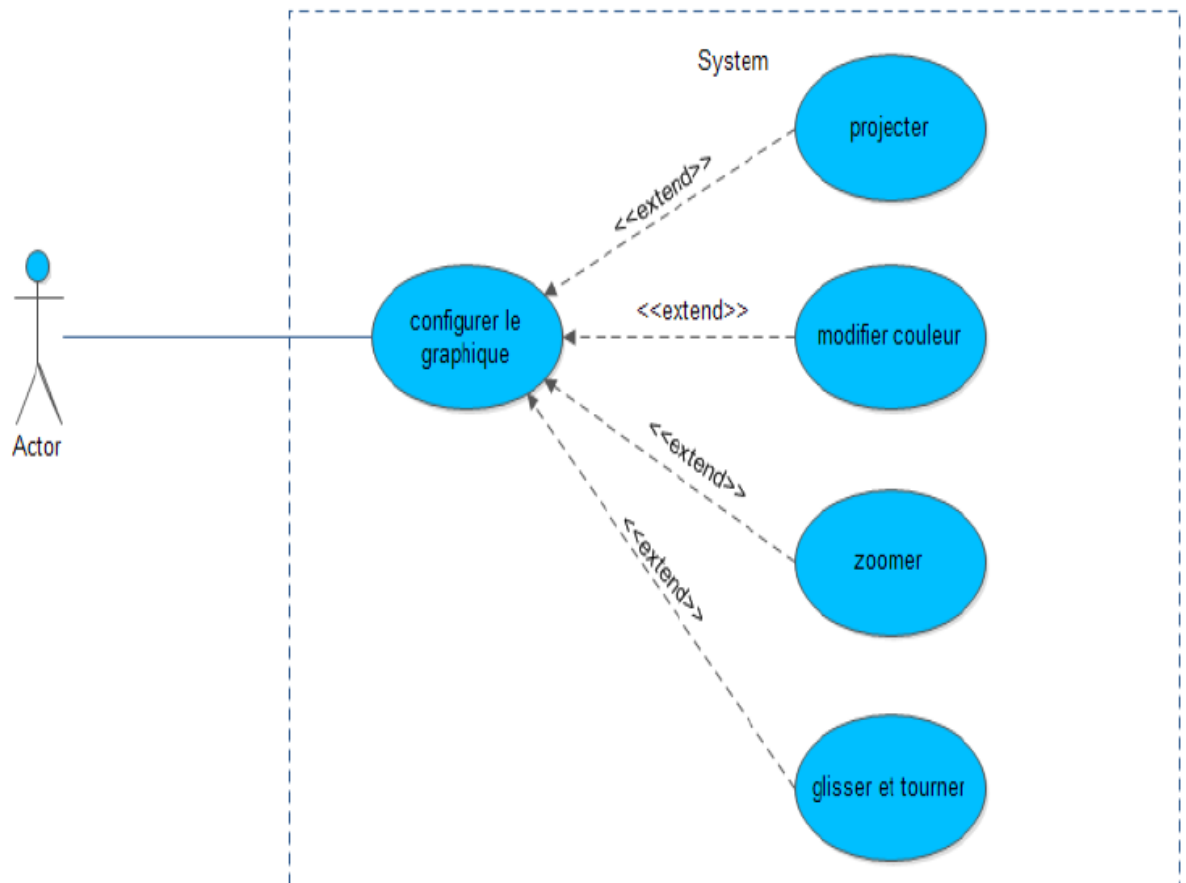 System
projecter
<<extend>>
configurer le
graphique
<<extend>>
modifier couleur
Actor
<<extend>>
zoomer
<<extend>>
glisser et tourner